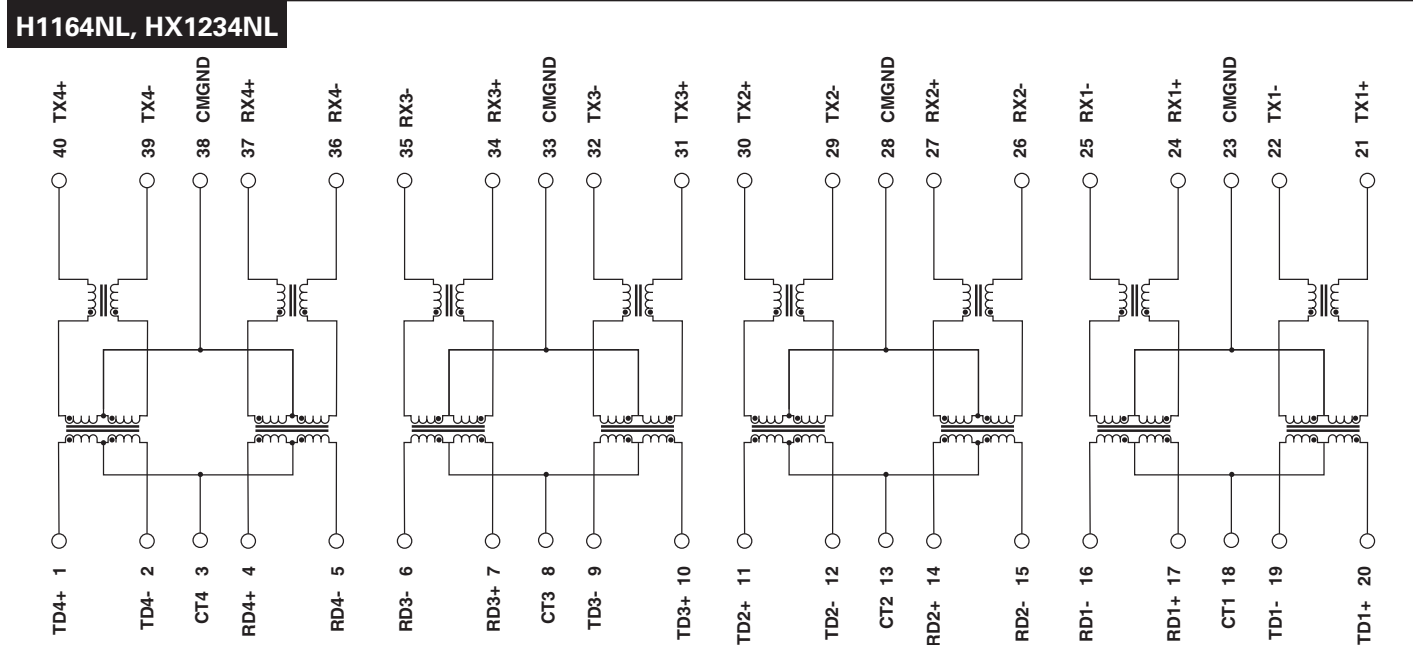 H1164NL, HX1234NL
40 TX4+
39 TX4-
38 CMGND
37 RX4+
36 RX4-
35 RX3-
34 RX3+
33 CMGND
32 TX3-
31 TX3+
30 TX2+
29 TX2-
28 CMGND
27 RX2+
26 RX2-
25 RX1-
24 RX1+
23 CMGND
22 TX1-
21 TX1+
TD4+ 1
TD4- 2
CT4 3
RD4+ 4
RD4- 5
RD3- 6
RD3+ 7
CT3 8
TD3- 9
TD3+ 10
TD2+ 11
TD2- 12
CT2 13
RD2+ 14
RD2- 15
RD1- 16
RD1+ 17
CT1 18
TD1- 19
TD1+ 20